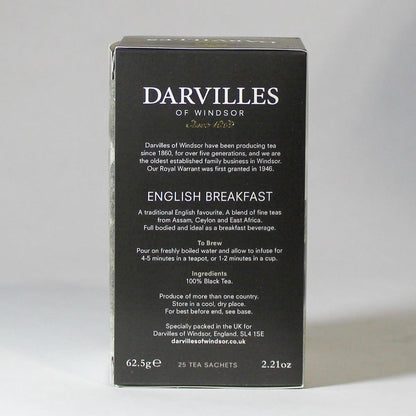 DARVILLES
DARVILLES
OF WINDSOR
Since 1860
Darvilles of Windsor have been producing tea
since 1860, for over five generations, and we are
the oldest established family business in Windsor.
Our Royal Warrant was first granted in 1946.
ENGLISH BREAKFAST
A traditional English favourite. A blend of fine teas
from Assam, Ceylon and East Africa.
Full bodied and ideal as a breakfast beverage.
To Brew
Pour on freshly boiled water and allow to infuse for
4-5 minutes in a teapot, or 1-2 minutes in a cup.
Ingredients
100% Black Tea.
Produce of more than one country.
Store in a cool, dry place.
For best before end, see base.
Specially packed in the UK for
Darvilles of Windsor, England, SL4 1SE
darvillesofwindsor.co.uk
62.5g℮ 25 TEA SACHETS 2.21oz